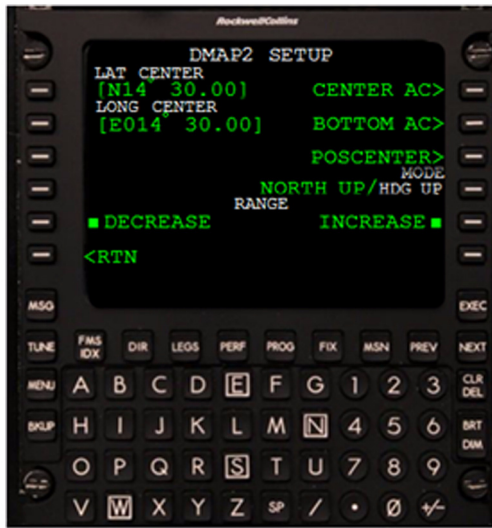 RockwellCollins
DMAP2 SETUP
LAT CENTER
[N14° 30.00] CENTER AC>
LONG CENTER
[E014° 30.00] BOTTOM AC>
POSCENTER>
MODE
NORTH UP/HDG UP
RANGE
DECREASE INCREASE
<RTN
MSG EXEC
TUNE FMS IDX DIR LEGS PERF PROG FIX MSN PREV NEXT
MENU A B C D E F G 1 2 3 CLR DEL
BKUP H I J K L M N 4 5 6 BRT DIM
O P Q R S T U 7 8 9
V W X Y Z SP / . Ø +/-